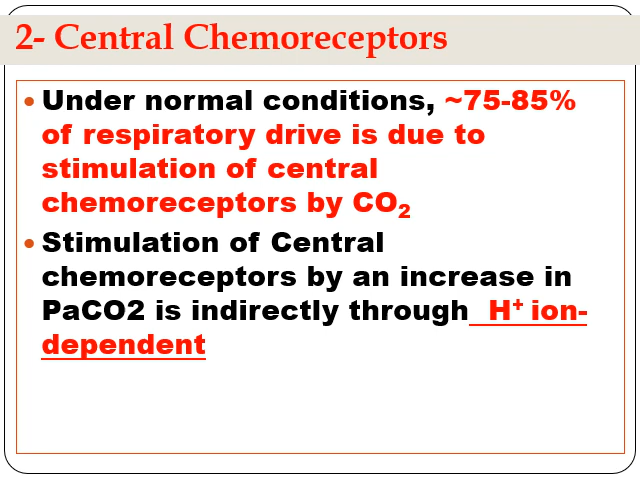 2- Central Chemoreceptors
• Under normal conditions, ~75-85%
of respiratory drive is due to
stimulation of central
chemoreceptors by CO₂
• Stimulation of Central
chemoreceptors by an increase in
PaCO2 is indirectly through H⁺ ion-
dependent